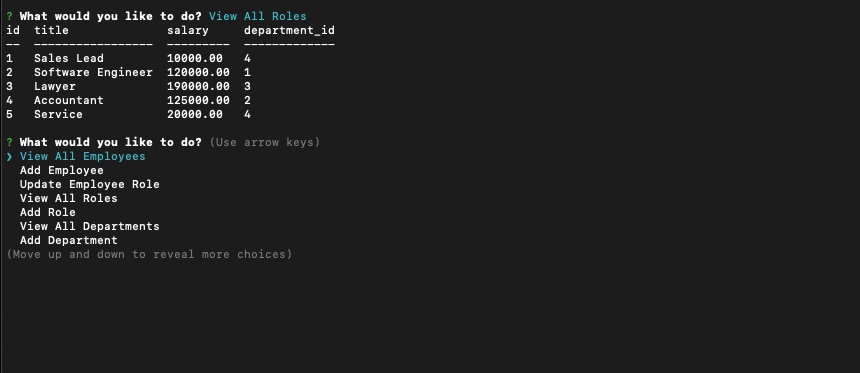 ? What would you like to do? View All Roles
id  title              salary     department_id
--  -----------------  ---------  -------------
1   Sales Lead         10000.00   4
2   Software Engineer  120000.00  1
3   Lawyer             190000.00  3
4   Accountant         125000.00  2
5   Service            20000.00   4
? What would you like to do? (Use arrow keys)
❯ View All Employees
  Add Employee
  Update Employee Role
  View All Roles
  Add Role
  View All Departments
  Add Department
(Move up and down to reveal more choices)